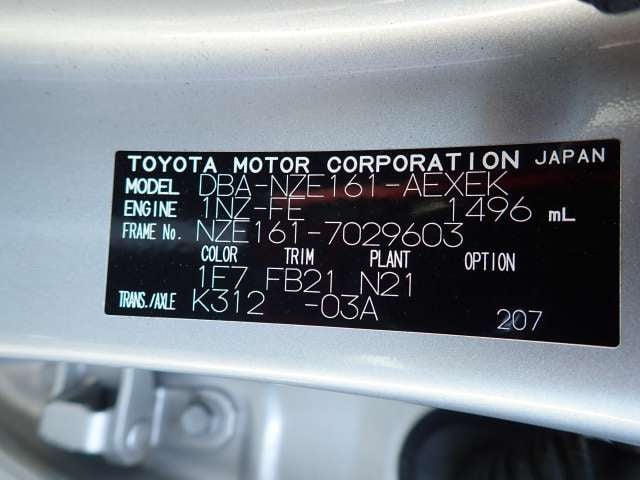 TOYOTA MOTOR CORPORATION JAPAN
MODEL DBA-NZE161-AEXEK
ENGINE 1NZ-FE 1496 mL
FRAME No. NZE161-7029603
COLOR TRIM PLANT OPTION
1F7 FB21 N21
TRANS./AXLE K312 -03A
207